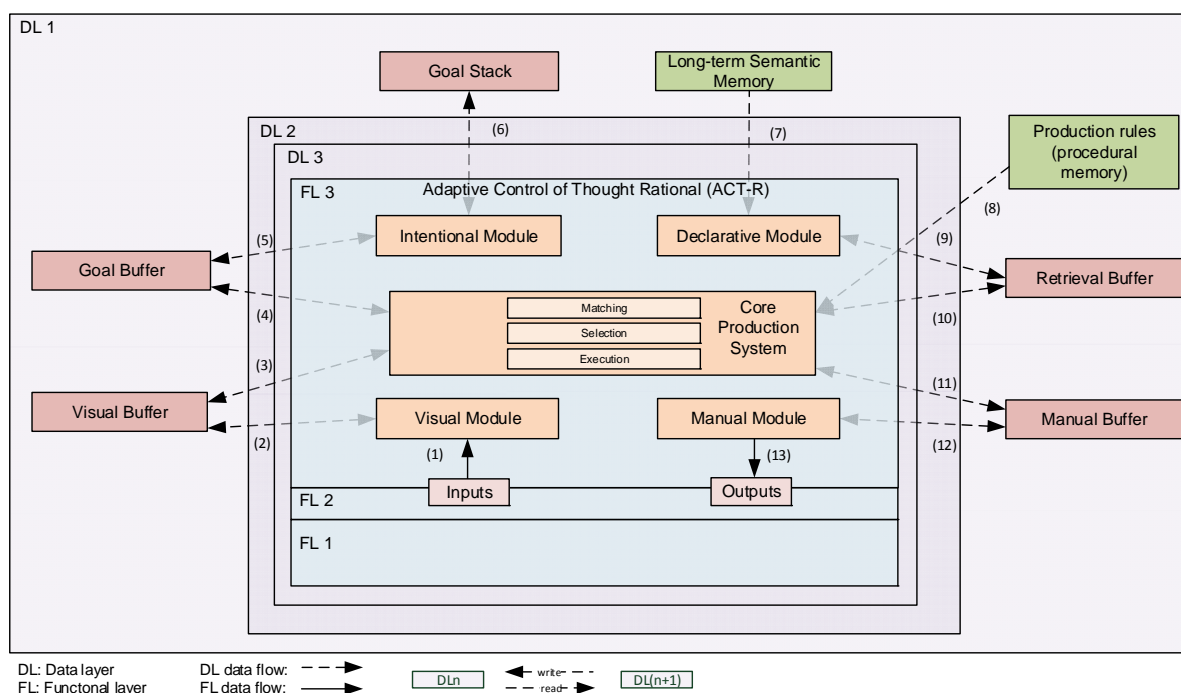 DL 1
Goal Stack
Long-term Semantic
Memory
Production rules
(procedural
memory)
DL 2
(6)
(7)
DL 3
(8)
FL 3
Adaptive Control of Thought Rational (ACT-R)
Intentional Module
Declarative Module
(5)
(9)
Goal Buffer
Retrieval Buffer
(4)
(10)
Matching
Selection
Execution
Core
Production
System
(3)
(11)
Visual Buffer
Visual Module
Manual Module
Manual Buffer
(2)
(12)
(1)
(13)
Inputs
Outputs
FL 2
FL 1
DL: Data layer
FL: Functonal layer
DL data flow:
FL data flow:
DLn
write
read
DL(n+1)